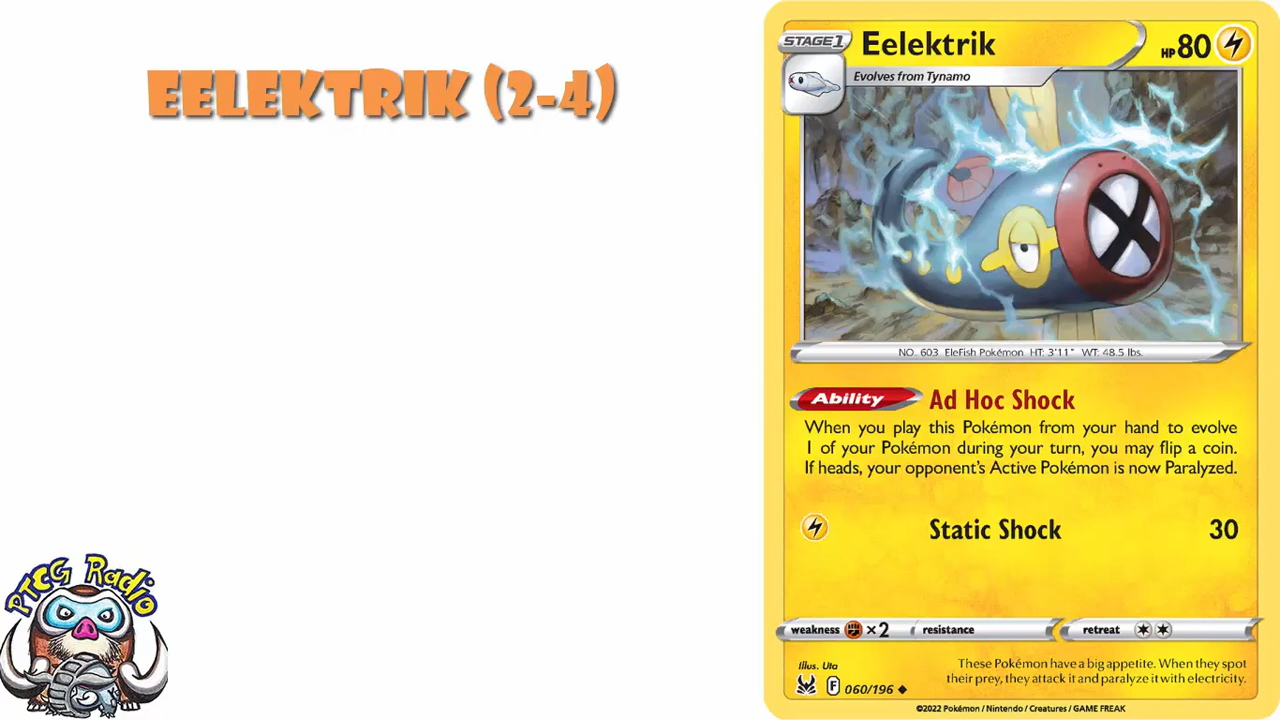 EELEKTRIK (2-4)
STAGE1
Eelektrik
HP 80
Evolves from Tynamo
NO. 603 EleFish Pokémon HT: 3'11" WT: 48.5 lbs.
Ability Ad Hoc Shock
When you play this Pokémon from your hand to evolve
1 of your Pokémon during your turn, you may flip a coin.
If heads, your opponent's Active Pokémon is now Paralyzed.
Static Shock 30
weakness ×2 resistance retreat
Illus. Uta
These Pokémon have a big appetite. When they spot
their prey, they attack it and paralyze it with electricity.
F 060/196
©2022 Pokémon / Nintendo / Creatures / GAME FREAK
PTCG Radio